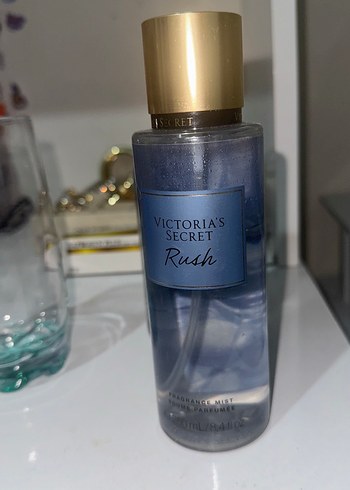 SECRET
VICTORIA'S
SECRET
Rush
FRAGRANCE MIST
BRUME PARFUMÉE